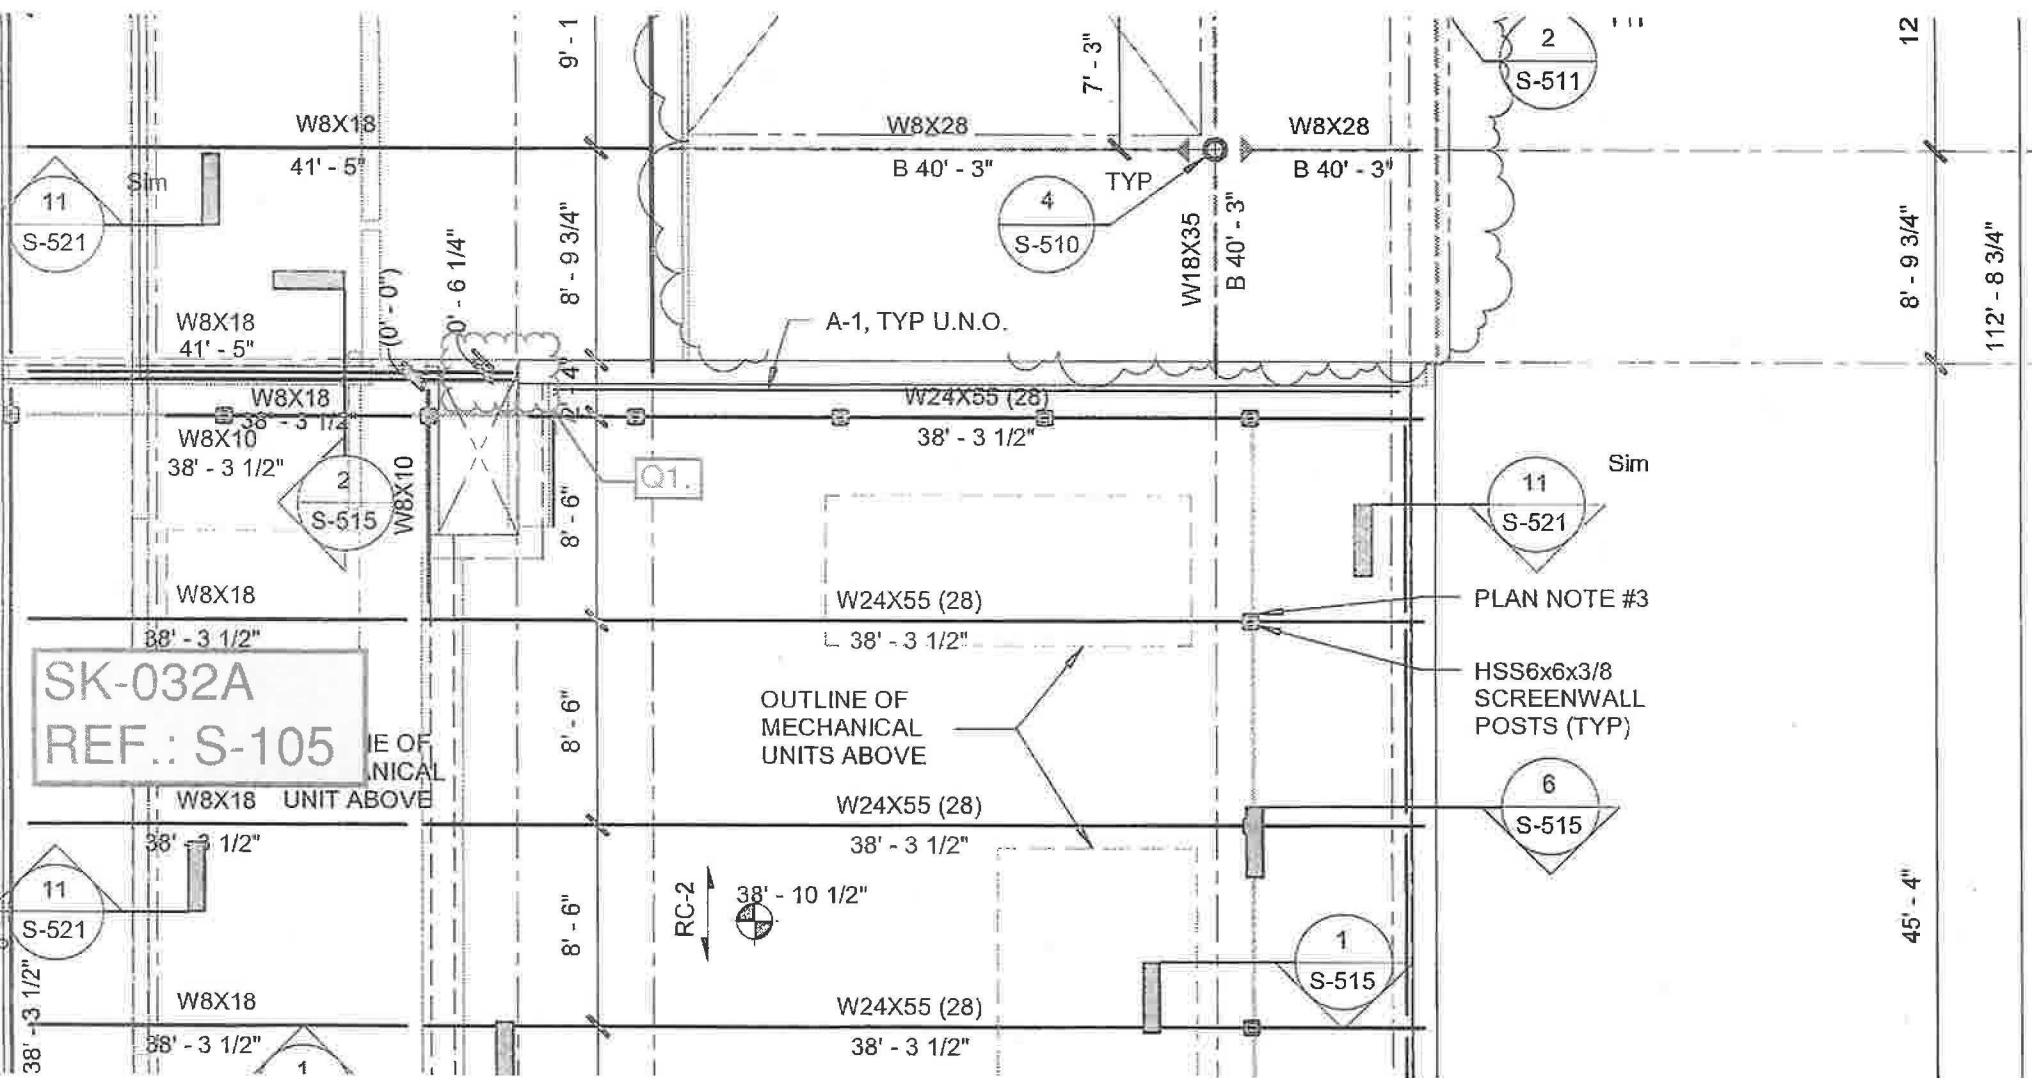 9' - 1
7' - 3"
2
S-511
12
W8X18
41' - 5"
W8X28
B 40' - 3"
W8X28
B 40' - 3"
TYP
Sim
11
S-521
4
S-510
W18X35
B 40' - 3"
8' - 9 3/4"
8' - 9 3/4"
112' - 8 3/4"
(0' - 0")
0' - 6 1/4"
W8X18
41' - 5"
A-1, TYP U.N.O.
4"
W8X18
38' - 3 1/2"
2"
W24X55 (28)
38' - 3 1/2"
W8X10
38' - 3 1/2"
W8X10
2
S-515
Q1.
8' - 6"
11
S-521
Sim
W8X18
38' - 3 1/2"
W24X55 (28)
38' - 3 1/2"
PLAN NOTE #3
HSS6x6x3/8
SCREENWALL
POSTS (TYP)
SK-032A
REF.: S-105
IE OF
ANICAL
UNIT ABOVE
8' - 6"
OUTLINE OF
MECHANICAL
UNITS ABOVE
W8X18
38' - 3 1/2"
W24X55 (28)
38' - 3 1/2"
6
S-515
11
S-521
8' - 6"
RC-2
38' - 10 1/2"
45' - 4"
1
S-515
38' - 3 1/2"
W8X18
38' - 3 1/2"
W24X55 (28)
38' - 3 1/2"
1